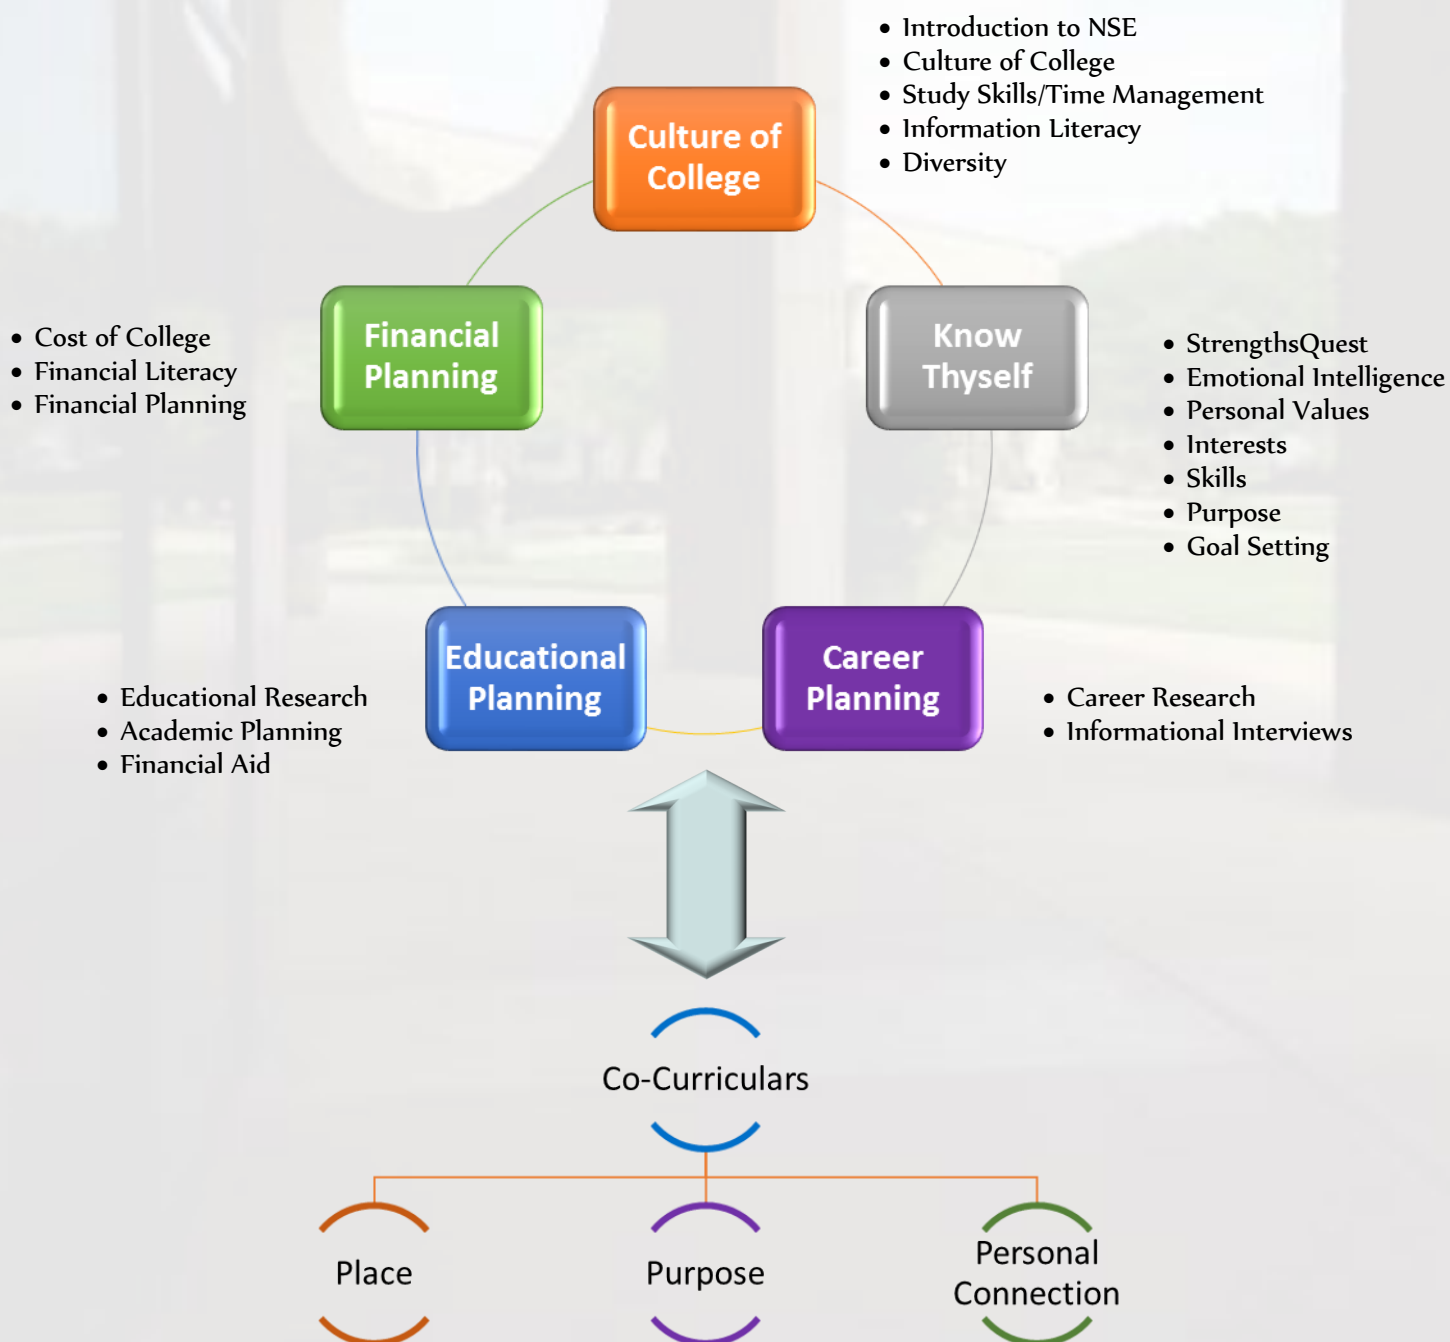 • Introduction to NSE
• Culture of College
• Study Skills/Time Management
• Information Literacy
• Diversity
Culture of
College
Financial
Planning
• Cost of College
• Financial Literacy
• Financial Planning
Know
Thyself
• StrengthsQuest
• Emotional Intelligence
• Personal Values
• Interests
• Skills
• Purpose
• Goal Setting
Educational
Planning
• Educational Research
• Academic Planning
• Financial Aid
Career
Planning
• Career Research
• Informational Interviews
Co-Curriculars
Place
Purpose
Personal
Connection